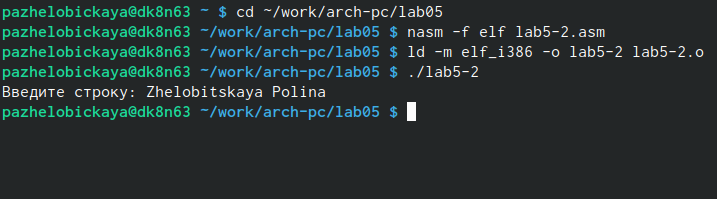 pazhelobickaya@dk8n63 ~ $ cd ~/work/arch-pc/lab05
pazhelobickaya@dk8n63 ~/work/arch-pc/lab05 $ nasm -f elf lab5-2.asm
pazhelobickaya@dk8n63 ~/work/arch-pc/lab05 $ ld -m elf_i386 -o lab5-2 lab5-2.o
pazhelobickaya@dk8n63 ~/work/arch-pc/lab05 $ ./lab5-2
Введите строку: Zhelobitskaya Polina
pazhelobickaya@dk8n63 ~/work/arch-pc/lab05 $